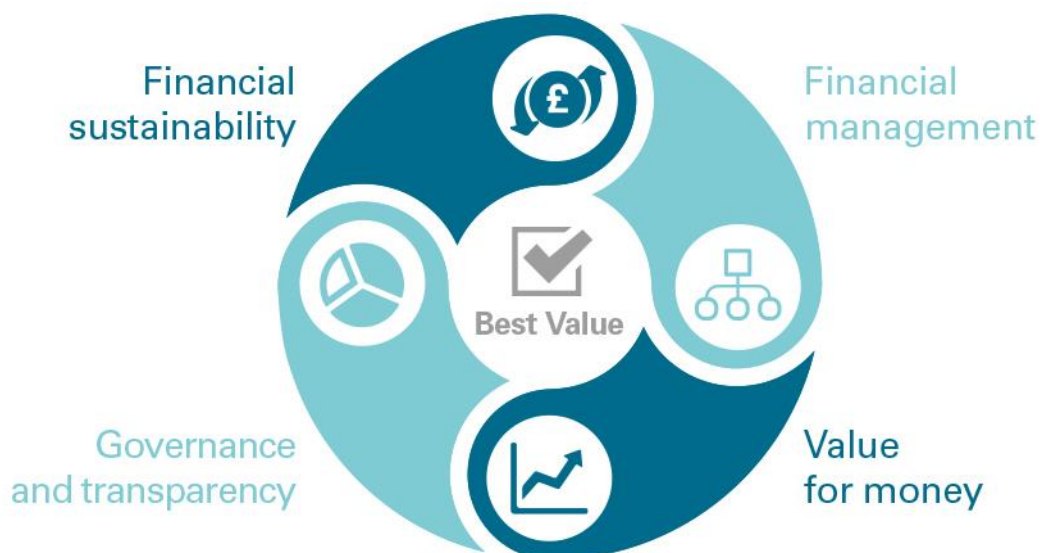 Financial
sustainability
Financial
management
£
Best Value
Governance
and transparency
Value
for money